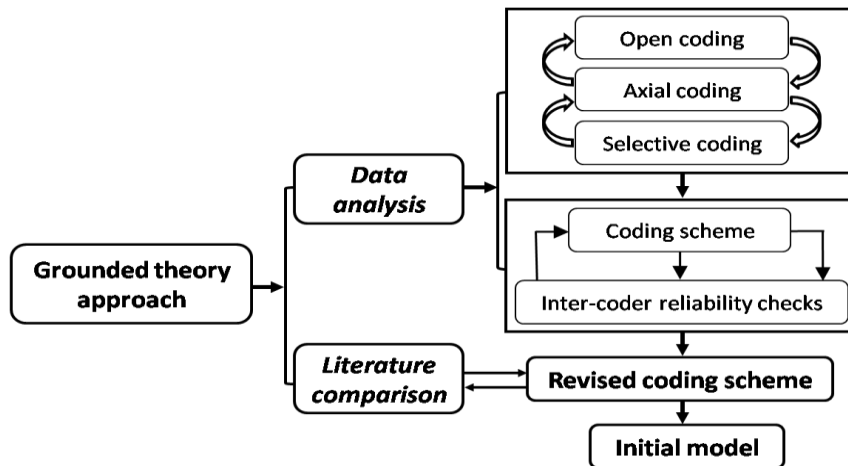 Open coding
Axial coding
Selective coding
Data
analysis
Coding scheme
Inter-coder reliability checks
Grounded theory
approach
Literature
comparison
Revised coding scheme
Initial model